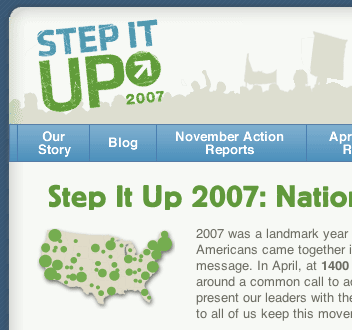 STEP IT
UP
2007
Our
Story
Blog
November Action
Reports
Apr
R
Step It Up 2007: Natio
2007 was a landmark year
Americans came together i
message. In April, at 1400
around a common call to ac
present our leaders with the
to all of us keep this mover